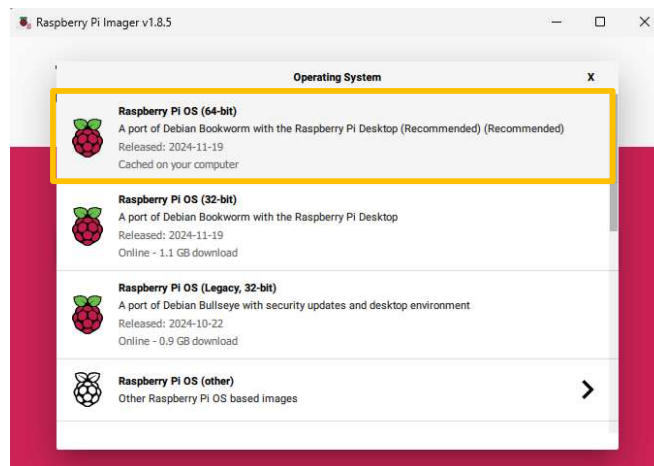 Raspberry Pi Imager v1.8.5
Operating System
X
Raspberry Pi OS (64-bit)
A port of Debian Bookworm with the Raspberry Pi Desktop (Recommended) (Recommended)
Released: 2024-11-19
Cached on your computer
Raspberry Pi OS (32-bit)
A port of Debian Bookworm with the Raspberry Pi Desktop
Released: 2024-11-19
Online - 1.1 GB download
Raspberry Pi OS (Legacy, 32-bit)
A port of Debian Bullseye with security updates and desktop environment
Released: 2024-10-22
Online - 0.9 GB download
Raspberry Pi OS (other)
Other Raspberry Pi OS based images